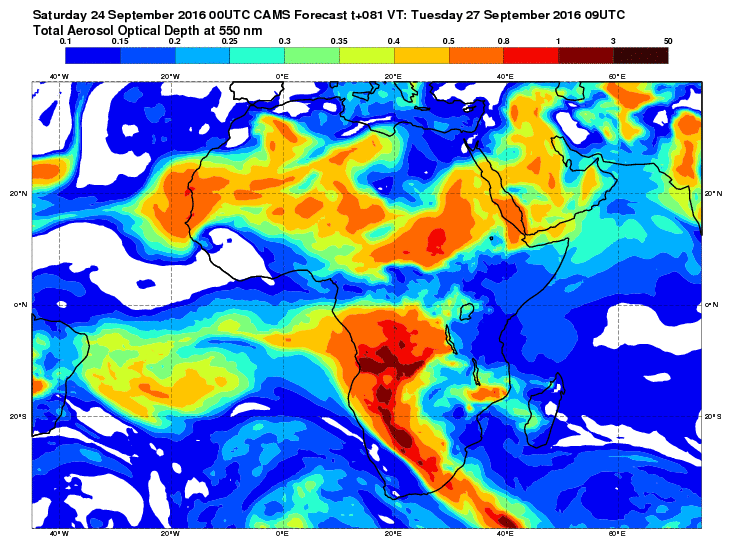 Saturday 24 September 2016 00UTC CAMS Forecast t+081 VT: Tuesday 27 September 2016 09UTC
Total Aerosol Optical Depth at 550 nm
0.1 0.15 0.2 0.25 0.3 0.35 0.4 0.5 0.8 1 3 50
40°W 20°W 0°E 20°E 40°E 60°E
20°N 20°N
0°N 0°N
20°S 20°S
40°W 20°W 0°E 20°E 40°E 60°E